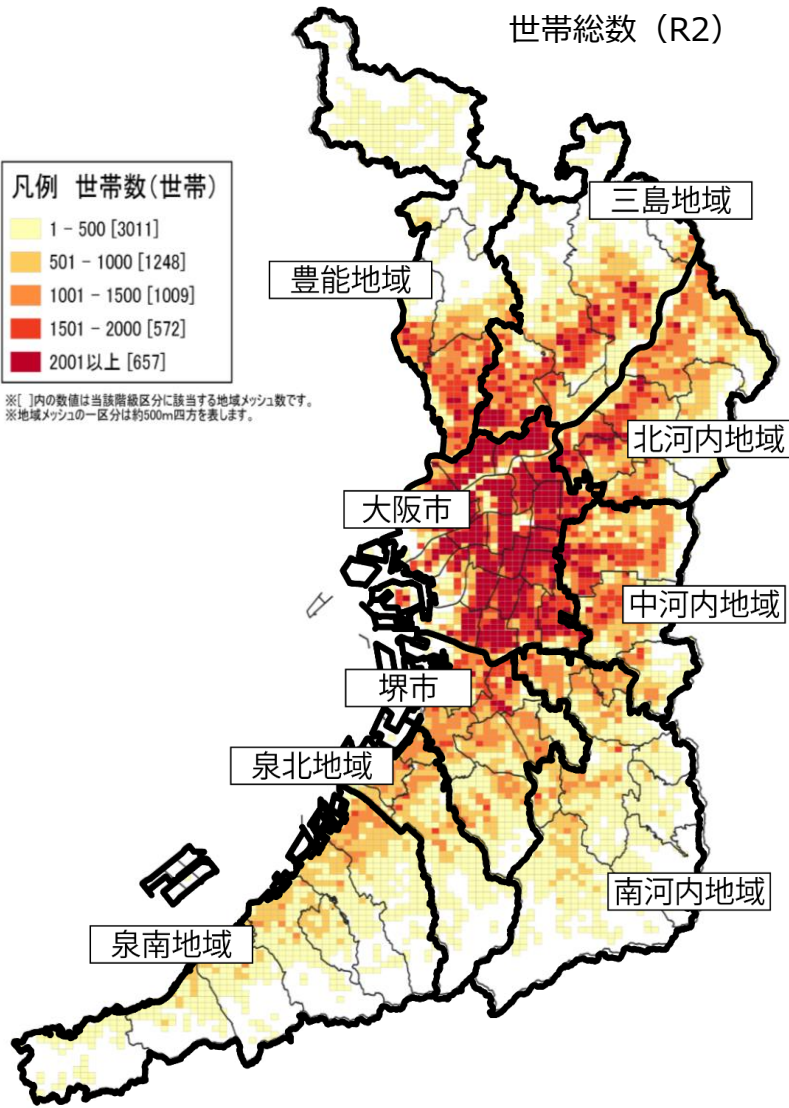 世帯総数（R2）
凡例　世帯数(世帯)
1 - 500 [3011]
501 - 1000 [1248]
1001 - 1500 [1009]
1501 - 2000 [572]
2001以上 [657]
※[　]内の数値は当該階級区分に該当する地域メッシュ数です。
※地域メッシュの一区分は約500m四方を表します。
三島地域
豊能地域
北河内地域
大阪市
中河内地域
堺市
泉北地域
南河内地域
泉南地域